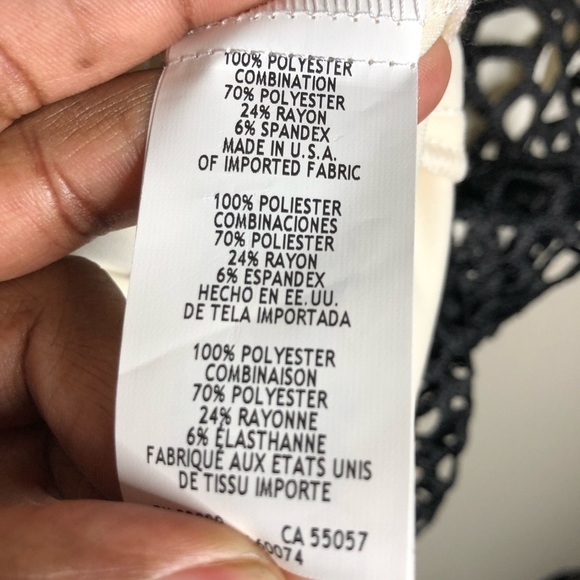 100% POLYESTER
COMBINATION
70% POLYESTER
24% RAYON
6% SPANDEX
MADE IN U.S.A.
OF IMPORTED FABRIC
100% POLIESTER
COMBINACIONES
70% POLIESTER
24% RAYON
6% ESPANDEX
HECHO EN EE.UU.
DE TELA IMPORTADA
100% POLYESTER
COMBINAISON
70% POLYESTER
24% RAYONNE
6% ÉLASTHANNE
FABRIQUÉ AUX ETATS UNIS
DE TISSU IMPORTE
CA 55057